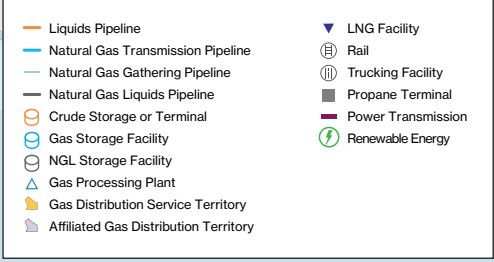 Liquids Pipeline
Natural Gas Transmission Pipeline
Natural Gas Gathering Pipeline
Natural Gas Liquids Pipeline
Crude Storage or Terminal
Gas Storage Facility
NGL Storage Facility
Gas Processing Plant
Gas Distribution Service Territory
Affiliated Gas Distribution Territory
LNG Facility
Rail
Trucking Facility
Propane Terminal
Power Transmission
Renewable Energy